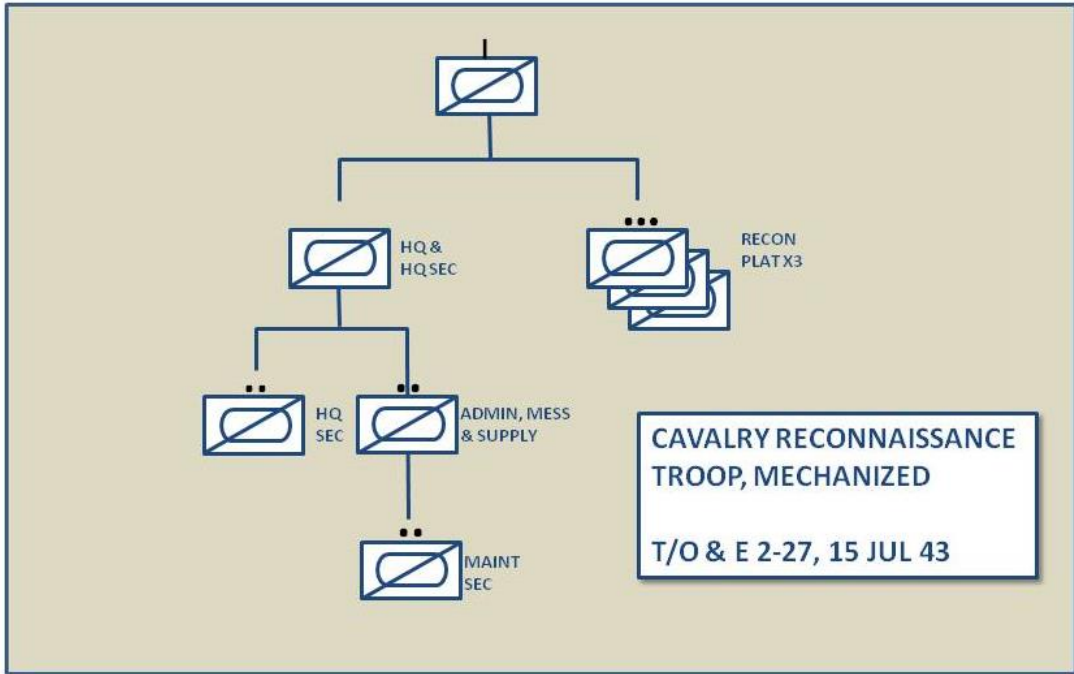 HQ &
HQ SEC
RECON
PLAT X3
HQ
SEC
ADMIN, MESS
& SUPPLY
MAINT
SEC
CAVALRY RECONNAISSANCE
TROOP, MECHANIZED
T/O & E 2-27, 15 JUL 43